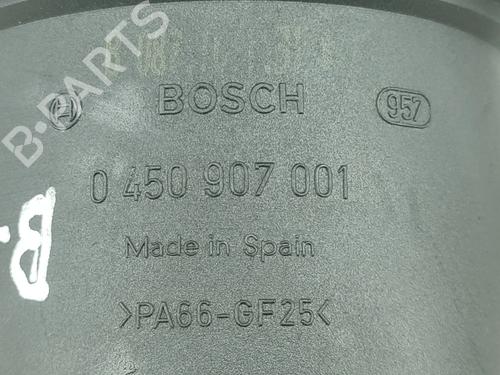 BOSCH
957
0 450 907 001
Made in Spain
>PA66-GF25<
B-PARTS
B.